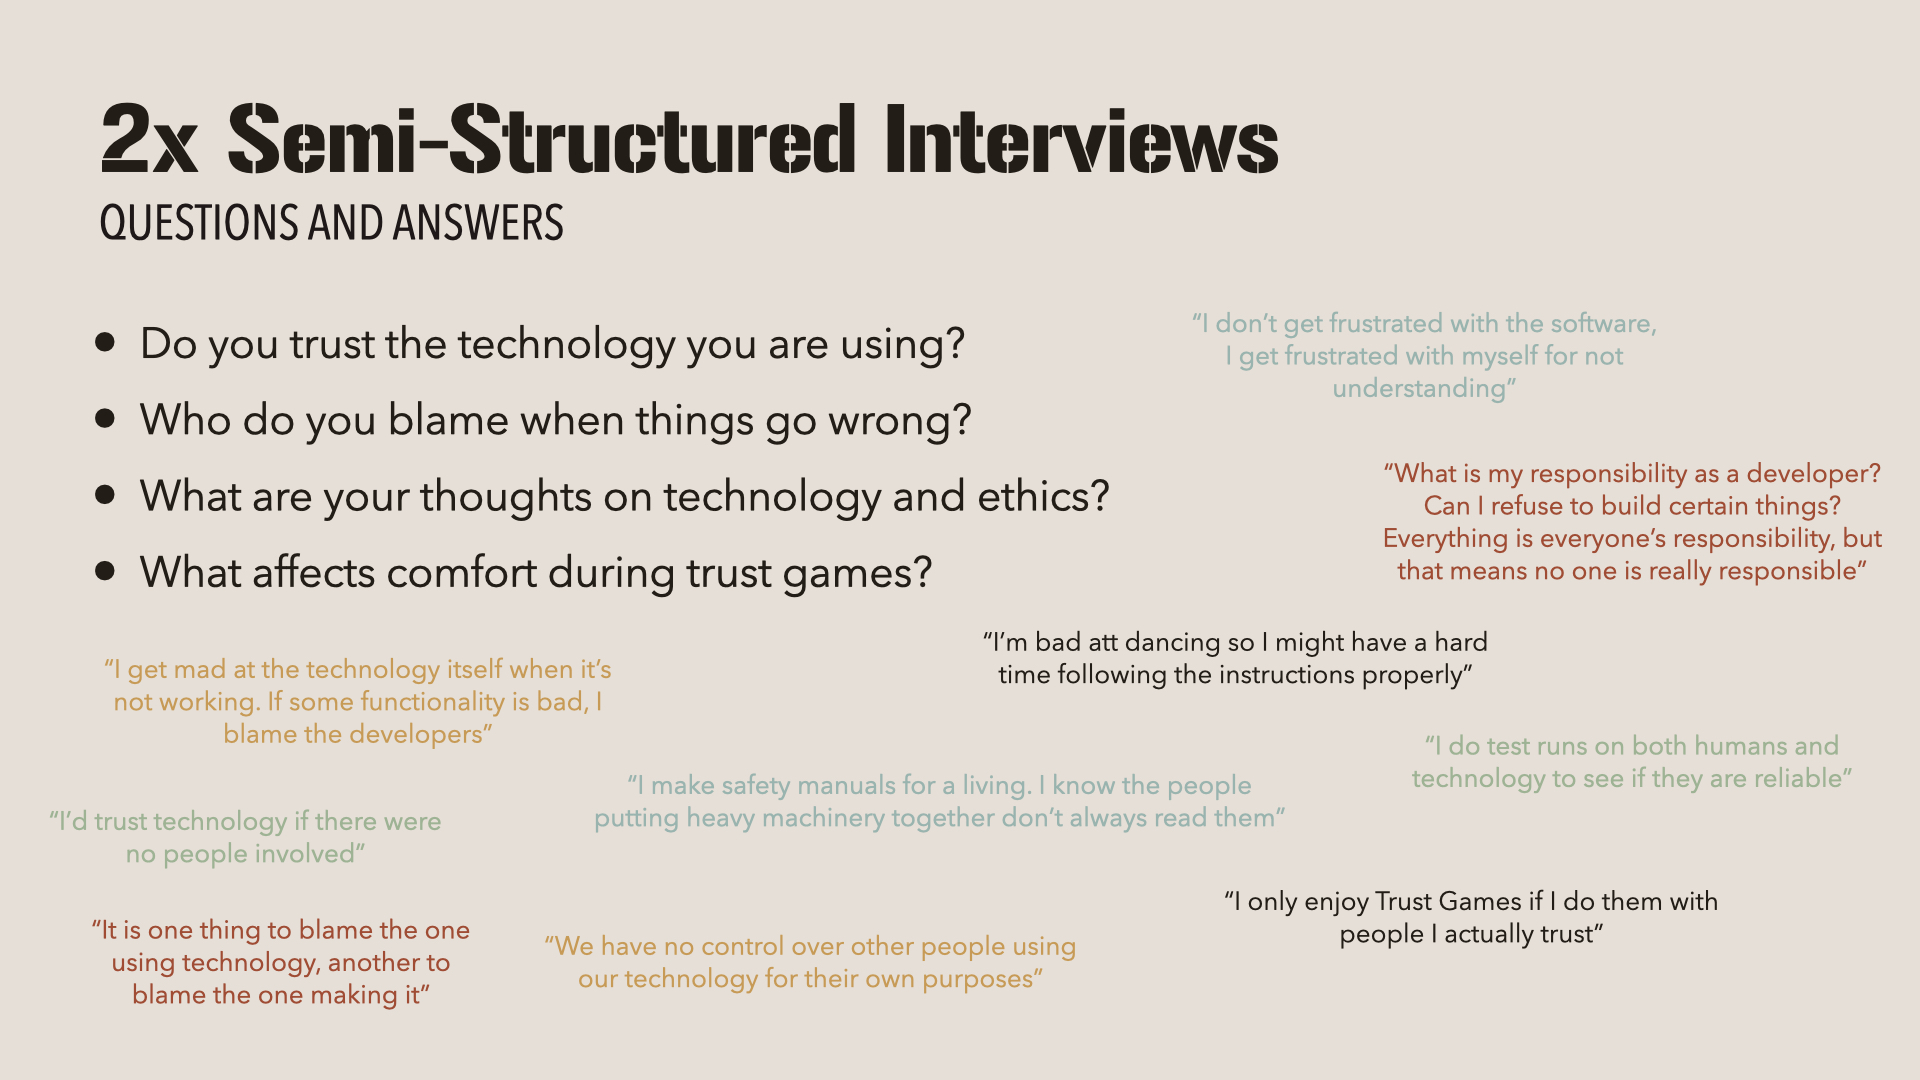 2x Semi-Structured Interviews
QUESTIONS AND ANSWERS
• Do you trust the technology you are using?
• Who do you blame when things go wrong?
• What are your thoughts on technology and ethics?
• What affects comfort during trust games?
“I don’t get frustrated with the software,
I get frustrated with myself for not
understanding”
“What is my responsibility as a developer?
Can I refuse to build certain things?
Everything is everyone’s responsibility, but
that means no one is really responsible”
“I’m bad att dancing so I might have a hard
time following the instructions properly”
“I get mad at the technology itself when it’s
not working. If some functionality is bad, I
blame the developers”
“I do test runs on both humans and
technology to see if they are reliable”
“I make safety manuals for a living. I know the people
putting heavy machinery together don’t always read them”
“I’d trust technology if there were
no people involved”
“I only enjoy Trust Games if I do them with
people I actually trust”
“It is one thing to blame the one
using technology, another to
blame the one making it”
“We have no control over other people using
our technology for their own purposes”